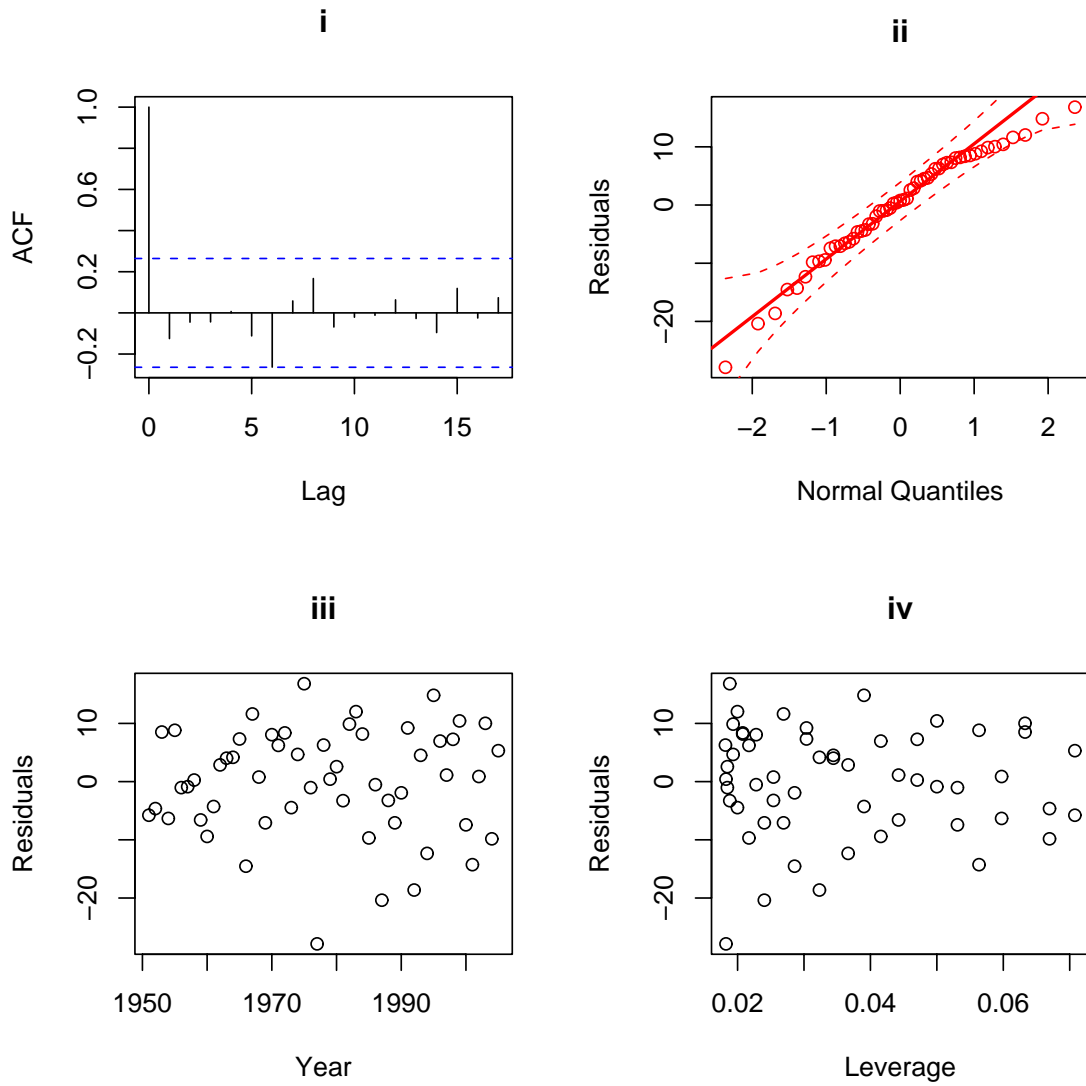 i
ACF
1.0
0.6
0.2
−0.2
0 5 10 15
Lag
ii
Residuals
10
0
−20
−2 −1 0 1 2
Normal Quantiles
iii
Residuals
10
0
−20
1950 1970 1990
Year
iv
Residuals
10
0
−20
0.02 0.04 0.06
Leverage